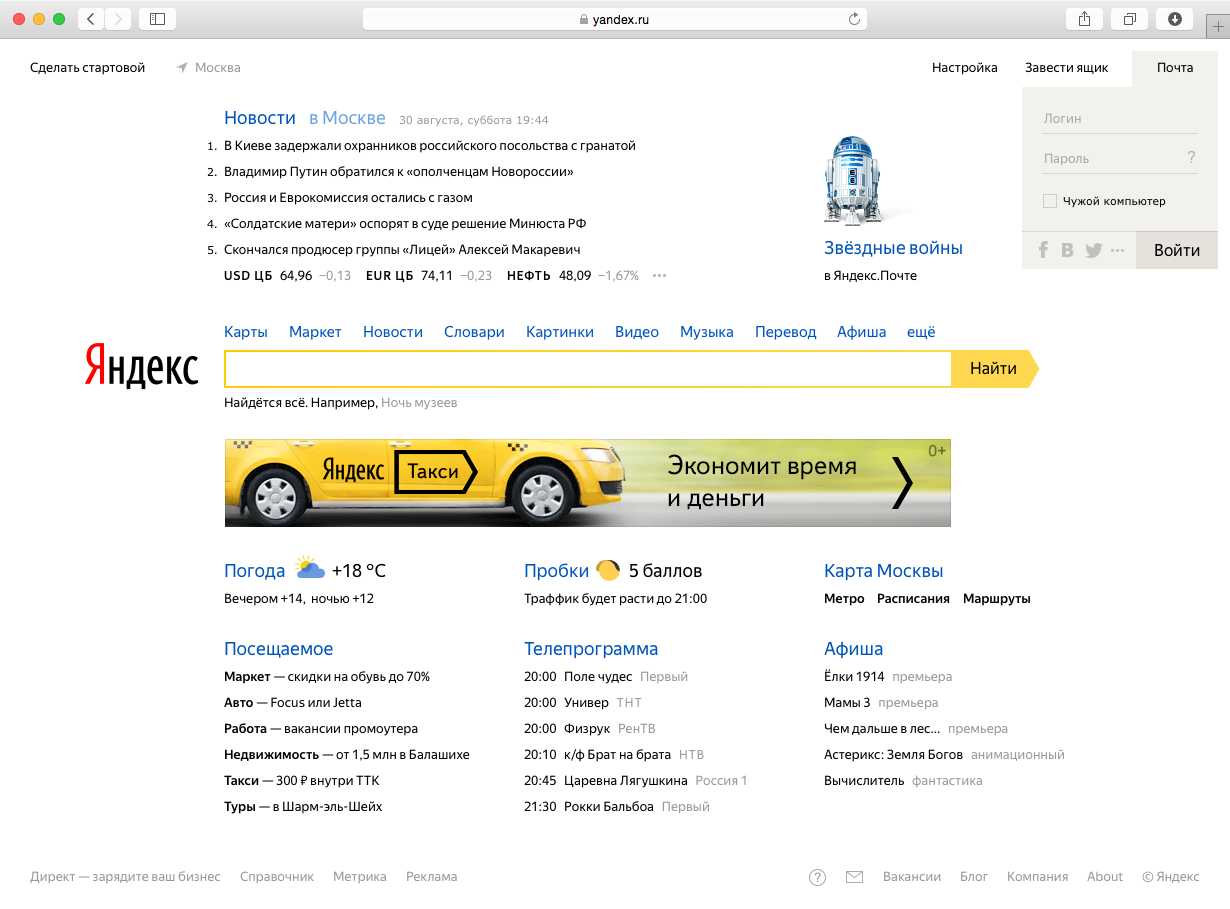 yandex.ru
Сделать стартовой Москва Настройка Завести ящик Почта
Новости в Москве 30 августа, суббота 19:44
1. В Киеве задержали охранников российского посольства с гранатой
2. Владимир Путин обратился к «ополченцам Новороссии»
3. Россия и Еврокомиссия остались с газом
4. «Солдатские матери» оспорят в суде решение Минюста РФ
5. Скончался продюсер группы «Лицей» Алексей Макаревич
USD ЦБ 64,96 −0,13 EUR ЦБ 74,11 −0,23 НЕФТЬ 48,09 −1,67% •••
Звёздные войны
в Яндекс.Почте
Логин
Пароль ?
Чужой компьютер
f B ••• Войти
Карты Маркет Новости Словари Картинки Видео Музыка Перевод Афиша ещё
Яндекс Найти
Найдётся всё. Например, Ночь музеев
Яндекс Такси
Экономит время
и деньги
0+
Погода +18 °C
Вечером +14, ночью +12
Пробки 5 баллов
Траффик будет расти до 21:00
Карта Москвы
Метро Расписания Маршруты
Посещаемое
Маркет — скидки на обувь до 70%
Авто — Focus или Jetta
Работа — вакансии промоутера
Недвижимость — от 1,5 млн в Балашихе
Такси — 300 ₽ внутри ТТК
Туры — в Шарм-эль-Шейх
Телепрограмма
20:00 Поле чудес Первый
20:00 Универ ТНТ
20:00 Физрук РенТВ
20:10 к/ф Брат на брата НТВ
20:45 Царевна Лягушкина Россия 1
21:30 Рокки Бальбоа Первый
Афиша
Ёлки 1914 премьера
Мамы 3 премьера
Чем дальше в лес... премьера
Астерикс: Земля Богов анимационный
Вычислитель фантастика
Директ — зарядите ваш бизнес Справочник Метрика Реклама ? Вакансии Блог Компания About © Яндекс